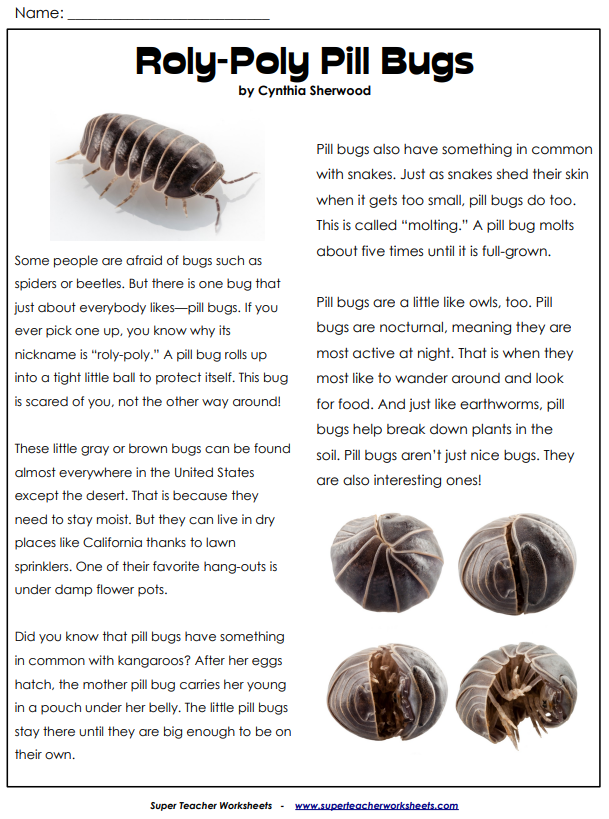 Name: ___________________________
Roly-Poly Pill Bugs
by Cynthia Sherwood
Some people are afraid of bugs such as
spiders or beetles. But there is one bug that
just about everybody likes—pill bugs. If you
ever pick one up, you know why its
nickname is “roly-poly.” A pill bug rolls up
into a tight little ball to protect itself. This bug
is scared of you, not the other way around!
These little gray or brown bugs can be found
almost everywhere in the United States
except the desert. That is because they
need to stay moist. But they can live in dry
places like California thanks to lawn
sprinklers. One of their favorite hang-outs is
under damp flower pots.
Did you know that pill bugs have something
in common with kangaroos? After her eggs
hatch, the mother pill bug carries her young
in a pouch under her belly. The little pill bugs
stay there until they are big enough to be on
their own.
Pill bugs also have something in common
with snakes. Just as snakes shed their skin
when it gets too small, pill bugs do too.
This is called “molting.” A pill bug molts
about five times until it is full-grown.
Pill bugs are a little like owls, too. Pill
bugs are nocturnal, meaning they are
most active at night. That is when they
most like to wander around and look
for food. And just like earthworms, pill
bugs help break down plants in the
soil. Pill bugs aren’t just nice bugs. They
are also interesting ones!
Super Teacher Worksheets - www.superteacherworksheets.com